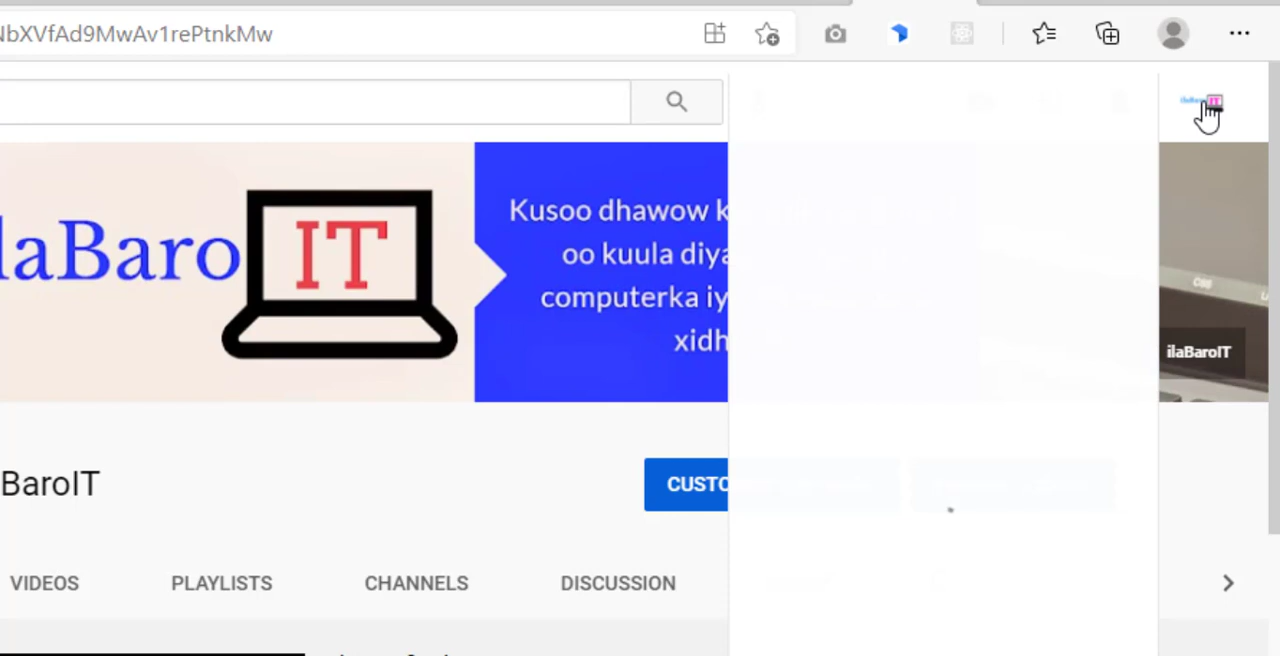 NbXVfAd9MwAv1rePtnkMw
laBaro IT
Kusoo dhawow k
oo kuula diya
computerka iy
xidh
ilaBaroIT
BaroIT
CUSTO
VIDEOS PLAYLISTS CHANNELS DISCUSSION